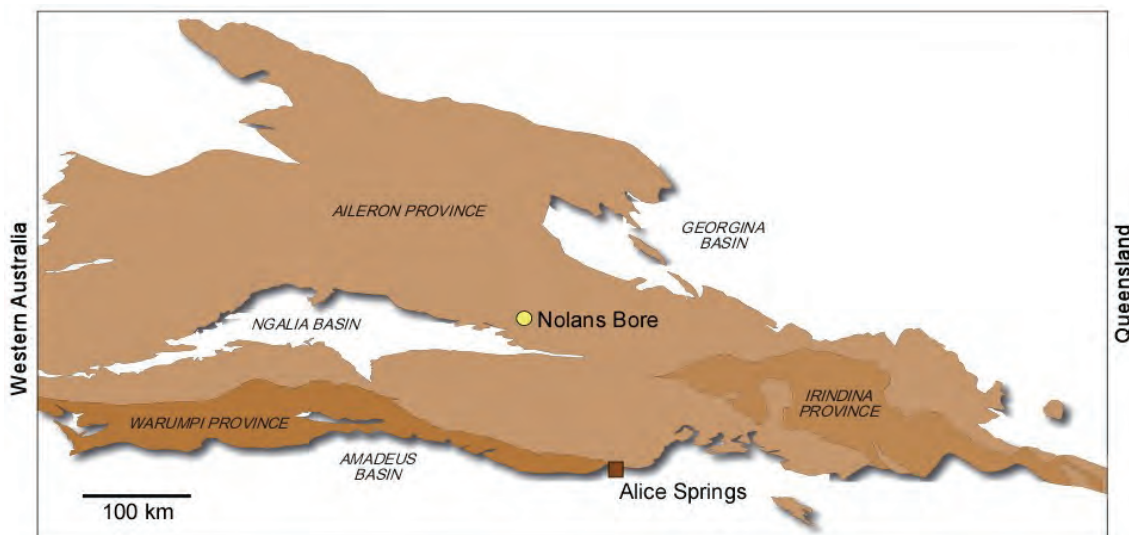 AILERON PROVINCE
GEORGINA
BASIN
Western Australia
Queensland
Nolans Bore
NGALIA BASIN
IRINDINA
PROVINCE
WARUMPI PROVINCE
AMADEUS
BASIN
Alice Springs
100 km